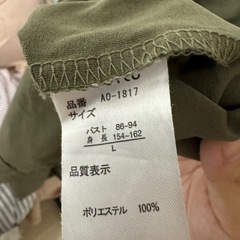 品番 AO-1817
サイズ
バスト 86-94
身長 154-162
L
品質表示
ポリエステル 100%